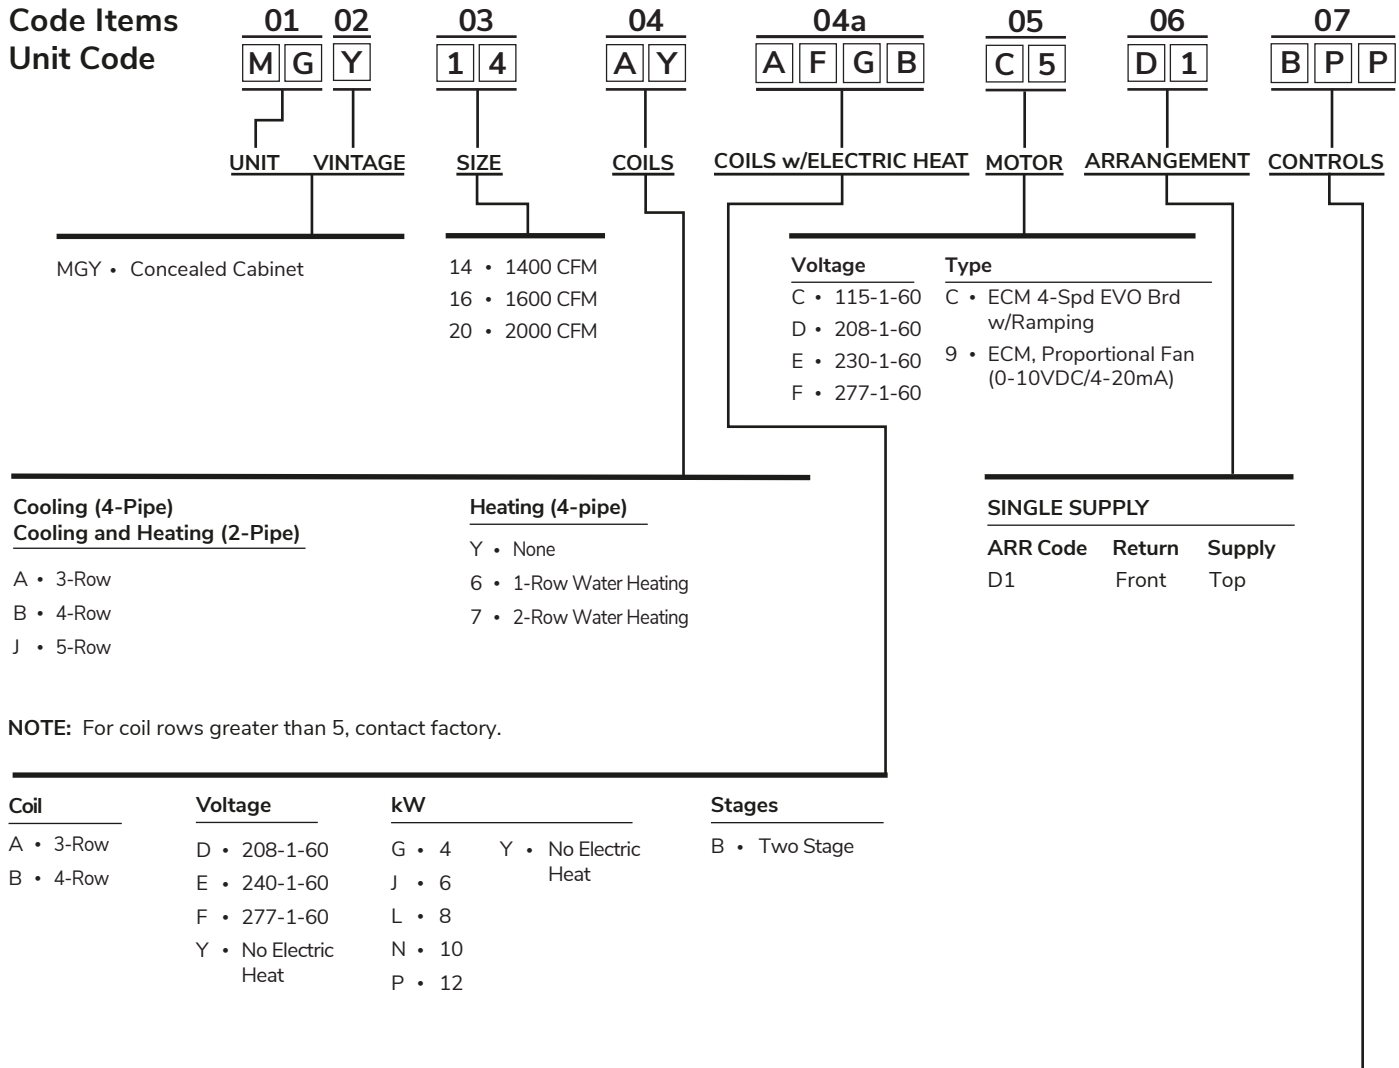 Code Items 01 02 03 04 04a 05 06 07
Unit Code M G Y 1 4 A Y A F G B C 5 D 1 B P P
UNIT VINTAGE SIZE COILS COILS w/ELECTRIC HEAT MOTOR ARRANGEMENT CONTROLS
MGY • Concealed Cabinet
14 • 1400 CFM
16 • 1600 CFM
20 • 2000 CFM
Voltage Type
C • 115-1-60 C • ECM 4-Spd EVO Brd
w/Ramping
D • 208-1-60
E • 230-1-60 9 • ECM, Proportional Fan
(0-10VDC/4-20mA)
F • 277-1-60
Cooling (4-Pipe)
Cooling and Heating (2-Pipe)
A • 3-Row
B • 4-Row
J • 5-Row
Heating (4-pipe)
Y • None
6 • 1-Row Water Heating
7 • 2-Row Water Heating
SINGLE SUPPLY
ARR Code Return Supply
D1 Front Top
NOTE: For coil rows greater than 5, contact factory.
Coil
A • 3-Row
B • 4-Row
Voltage
D • 208-1-60
E • 240-1-60
F • 277-1-60
Y • No Electric
Heat
kW
G • 4
J • 6
L • 8
N • 10
P • 12
Y • No Electric
Heat
Stages
B • Two Stage